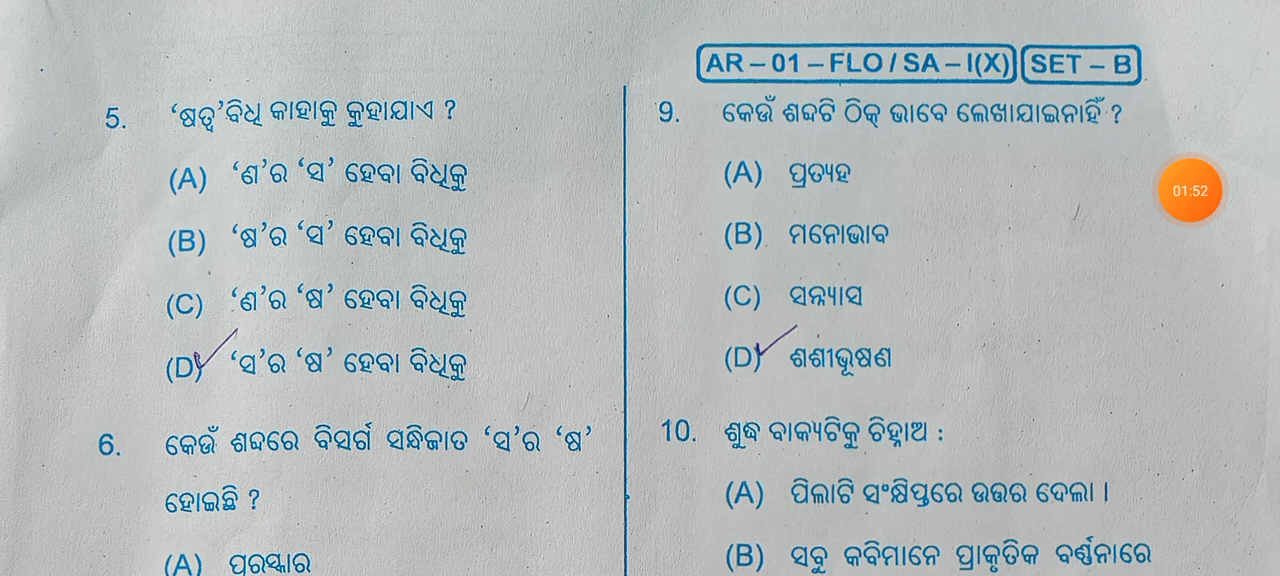 AR – 01 – FLO / SA – I(X) SET – B
5. ‘ଷତ୍ୱ’ବିଧି କାହାକୁ କୁହାଯାଏ ?
(A) ‘ଶ’ର ‘ସ’ ହେବା ବିଧିକୁ
(B) ‘ଷ’ର ‘ସ’ ହେବା ବିଧିକୁ
(C) ‘ଶ’ର ‘ଷ’ ହେବା ବିଧିକୁ
(D) ‘ସ’ର ‘ଷ’ ହେବା ବିଧିକୁ
6. କେଉଁ ଶବ୍ଦରେ ବିସର୍ଗ ସନ୍ଧିଜାତ ‘ସ’ର ‘ଷ’
ହୋଇଛି ?
(A) ପୁରସ୍କାର
9. କେଉଁ ଶବ୍ଦଟି ଠିକ୍ ଭାବେ ଲେଖାଯାଇନାହିଁ ?
(A) ପ୍ରତ୍ୟହ
(B) ମନୋଭାବ
(C) ସନ୍ନ୍ୟାସ
(D) ଶଶୀଭୂଷଣ
10. ଶୁଦ୍ଧ ବାକ୍ୟଟିକୁ ଚିହ୍ନାଅ :
(A) ପିଲାଟି ସଂକ୍ଷିପ୍ତରେ ଉତ୍ତର ଦେଲା ।
(B) ସବୁ କବିମାନେ ପ୍ରାକୃତିକ ବର୍ଣ୍ଣନାରେ
01:52